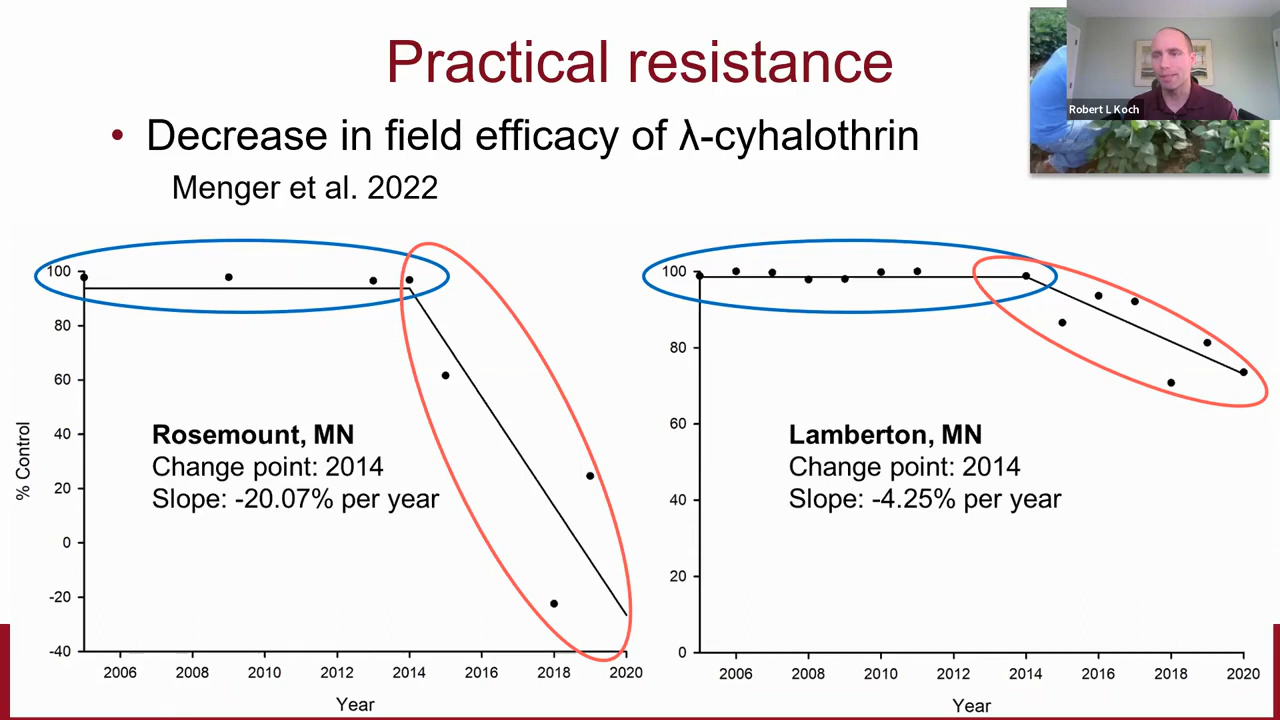 Practical resistance
• Decrease in field efficacy of λ-cyhalothrin
Menger et al. 2022
Robert L Koch
% Control
100
80
60
40
20
0
-20
-40
2006 2008 2010 2012 2014 2016 2018 2020
Year
Rosemount, MN
Change point: 2014
Slope: -20.07% per year
100
80
60
40
20
0
2006 2008 2010 2012 2014 2016 2018 2020
Year
Lamberton, MN
Change point: 2014
Slope: -4.25% per year